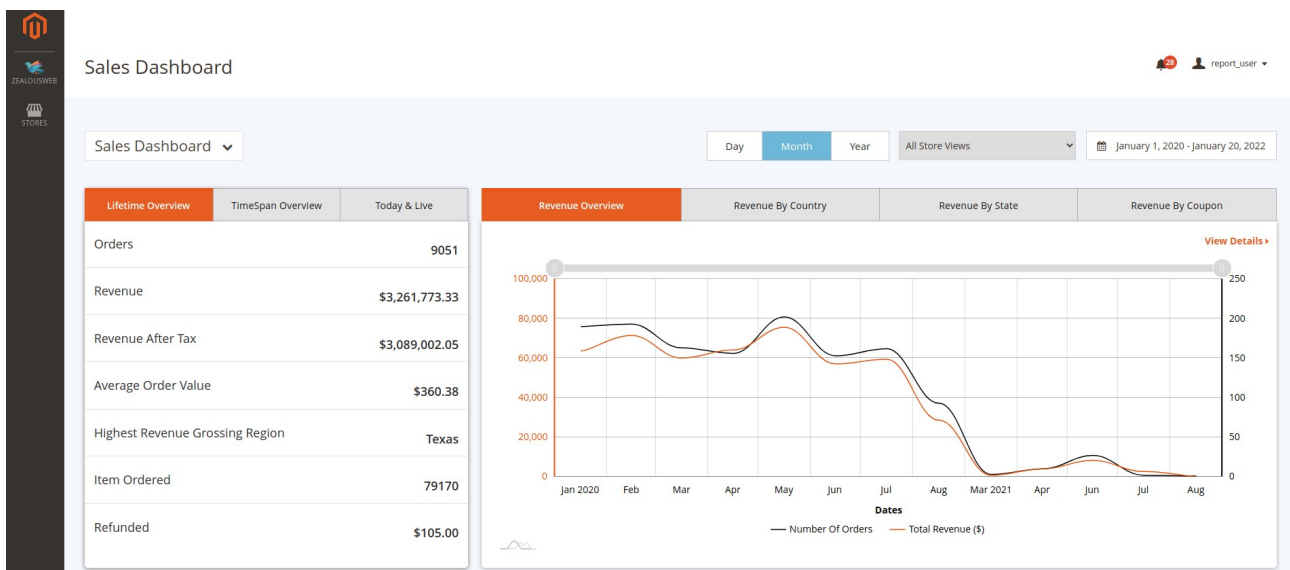 ZEALOUSWEB
STORES
Sales Dashboard
28 report_user
Sales Dashboard
Day Month Year All Store Views January 1, 2020 - January 20, 2022
Lifetime Overview TimeSpan Overview Today & Live
Orders 9051
Revenue $3,261,773.33
Revenue After Tax $3,089,002.05
Average Order Value $360.38
Highest Revenue Grossing Region Texas
Item Ordered 79170
Refunded $105.00
Revenue Overview Revenue By Country Revenue By State Revenue By Coupon
View Details
100,000 250
80,000 200
60,000 150
40,000 100
20,000 50
0 0
Jan 2020 Feb Mar Apr May Jun Jul Aug Mar 2021 Apr Jun Jul Aug
Dates
Number Of Orders Total Revenue ($)